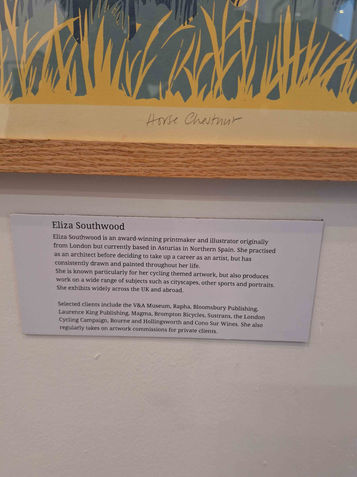 Horse Chestnut
Eliza Southwood
Eliza Southwood is an award-winning printmaker and illustrator originally
from London but currently based in Asturias in Northern Spain. She practised
as an architect before deciding to take up a career as an artist, but has
consistently drawn and painted throughout her life.
She is known particularly for her cycling themed artwork, but also produces
work on a wide range of subjects such as cityscapes, other sports and portraits.
She exhibits widely across the UK and abroad.
Selected clients include the V&A Museum, Rapha, Bloomsbury Publishing,
Laurence King Publishing, Magma, Brompton Bicycles, Sustrans, the London
Cycling Campaign, Bourne and Hollingsworth and Cono Sur Wines. She also
regularly takes on artwork commissions for private clients.